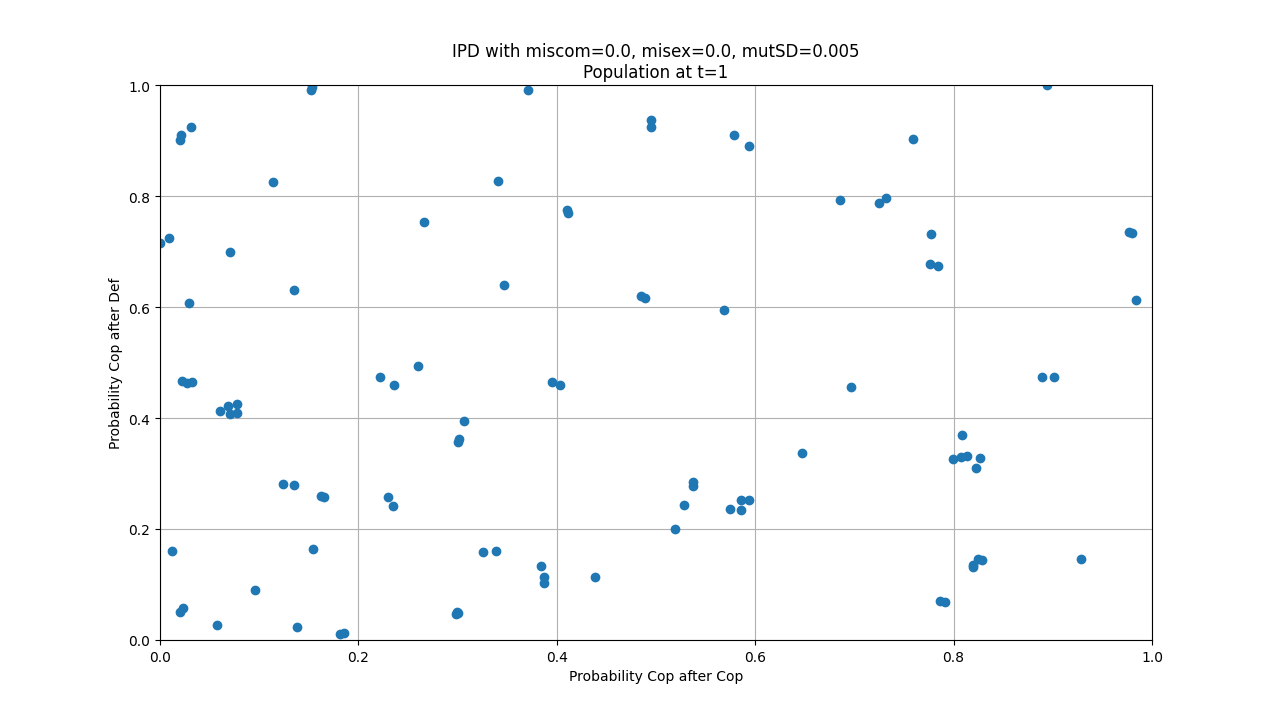 IPD with miscom=0.0, misex=0.0, mutSD=0.005
Population at t=1
1.0
0.8
0.6
0.4
0.2
0.0
Probability Cop after Def
0.0 0.2 0.4 0.6 0.8 1.0
Probability Cop after Cop